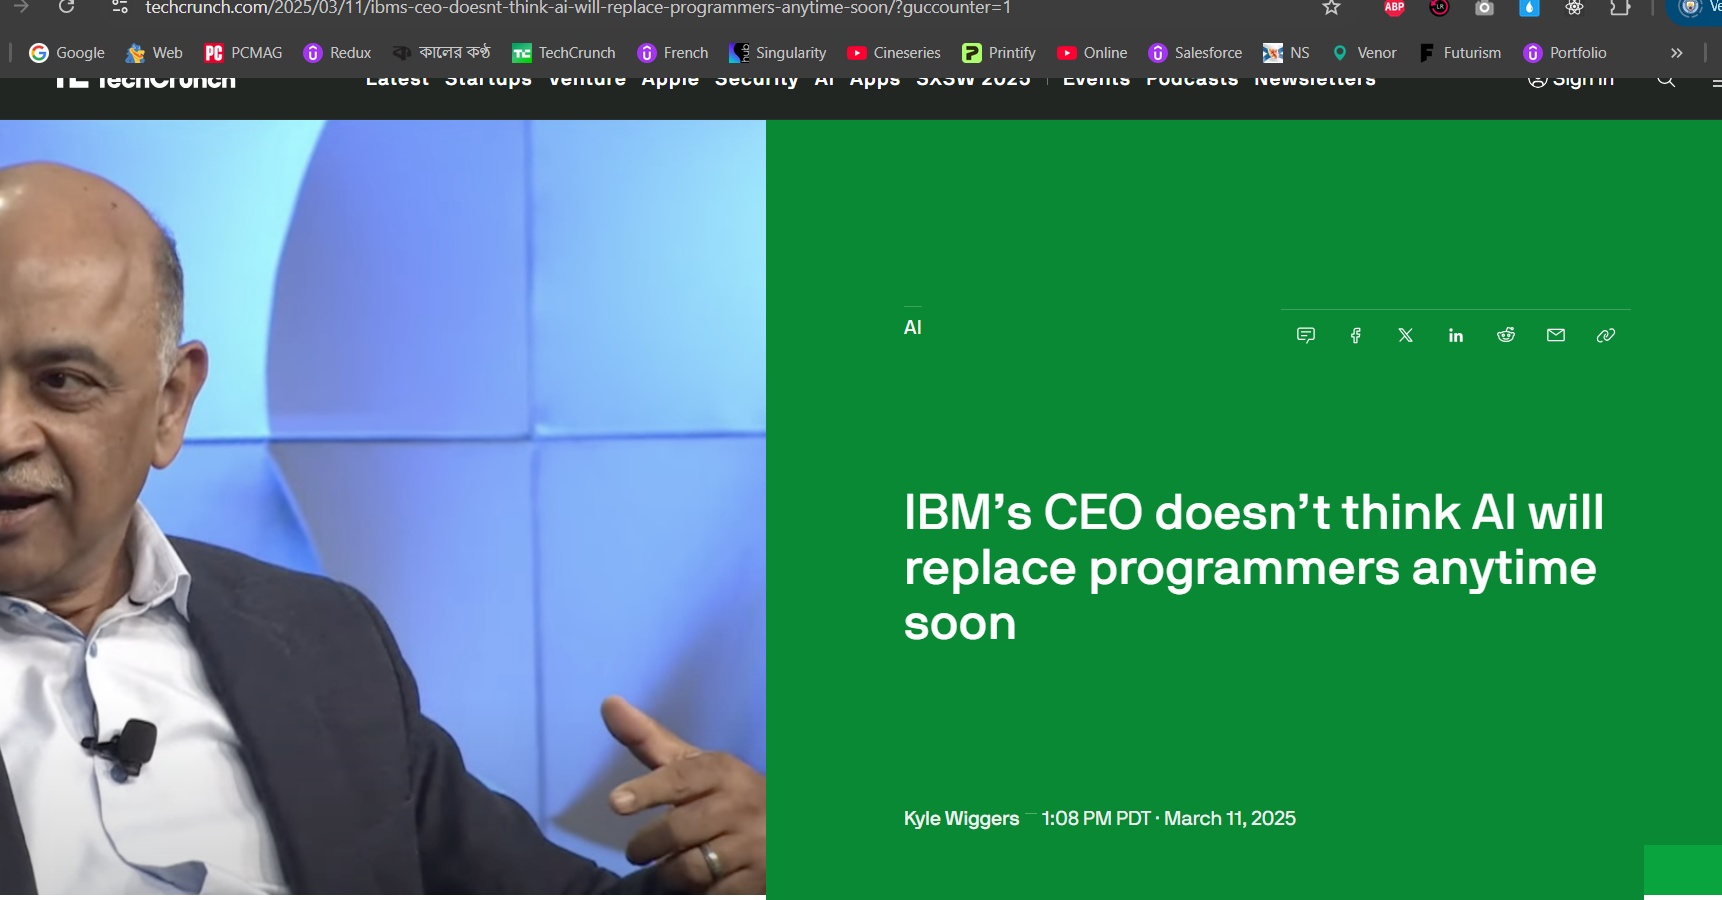 techcrunch.com/2025/03/11/ibms-ceo-doesnt-think-ai-will-replace-programmers-anytime-soon/?guccounter=1
ABP
LR
Ve
Google Web PCMAG Redux কালের কণ্ঠ TechCrunch French Singularity Cineseries Printify Online Salesforce NS Venor Futurism Portfolio
TechCrunch Latest Startups Venture Apple Security AI Apps SXSW 2025 Events Podcasts Newsletters Sign In
AI
IBM’s CEO doesn’t think AI will
replace programmers anytime
soon
Kyle Wiggers — 1:08 PM PDT · March 11, 2025